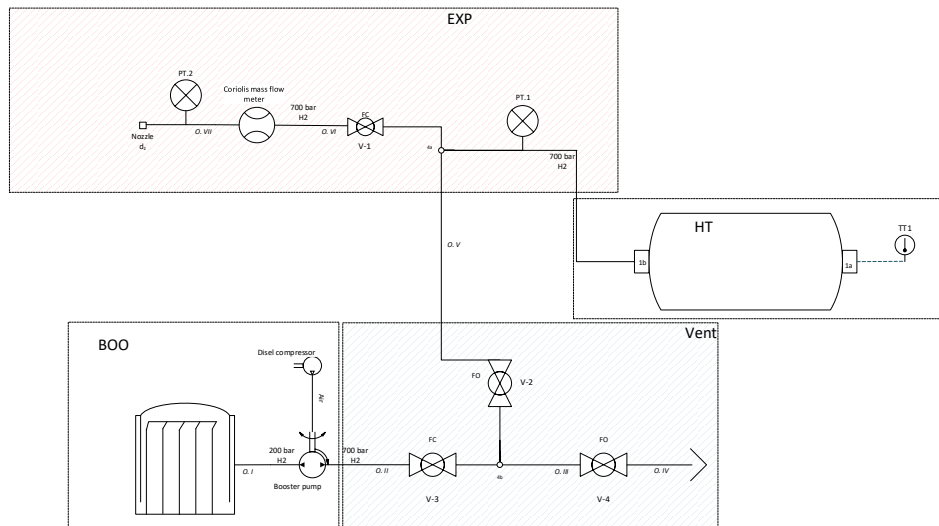 EXP
PT.2
Coriolis mass flow
meter
700 bar
H2
FC
PT.1
Nozzle
O. VII
O. VI
V-1
4a
700 bar
H2
HT
TT1
O. V
1b
1a
BOO
Vent
Disel compressor
Air
FO
V-2
200 bar
H2
700 bar
H2
FC
FO
O. I
O. II
O. III
O. IV
4b
Booster pump
V-3
V-4